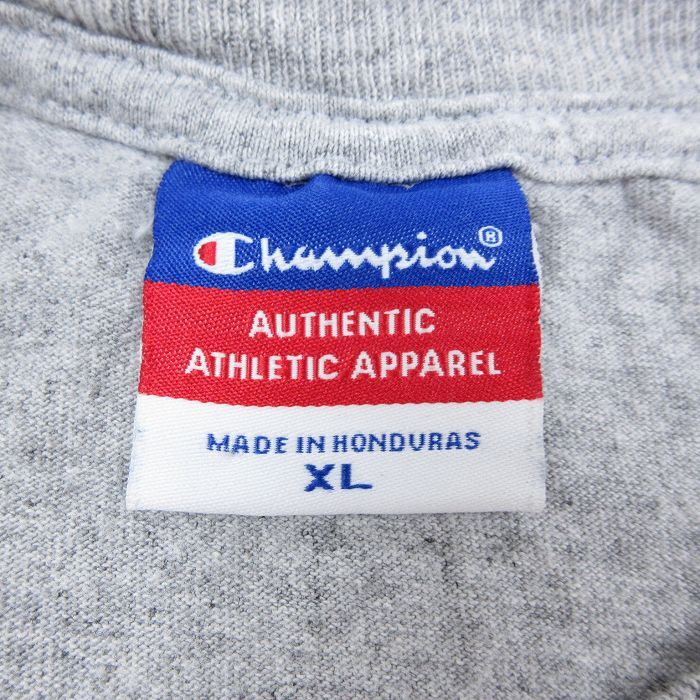 Champion®
AUTHENTIC
ATHLETIC APPAREL
MADE IN HONDURAS
XL